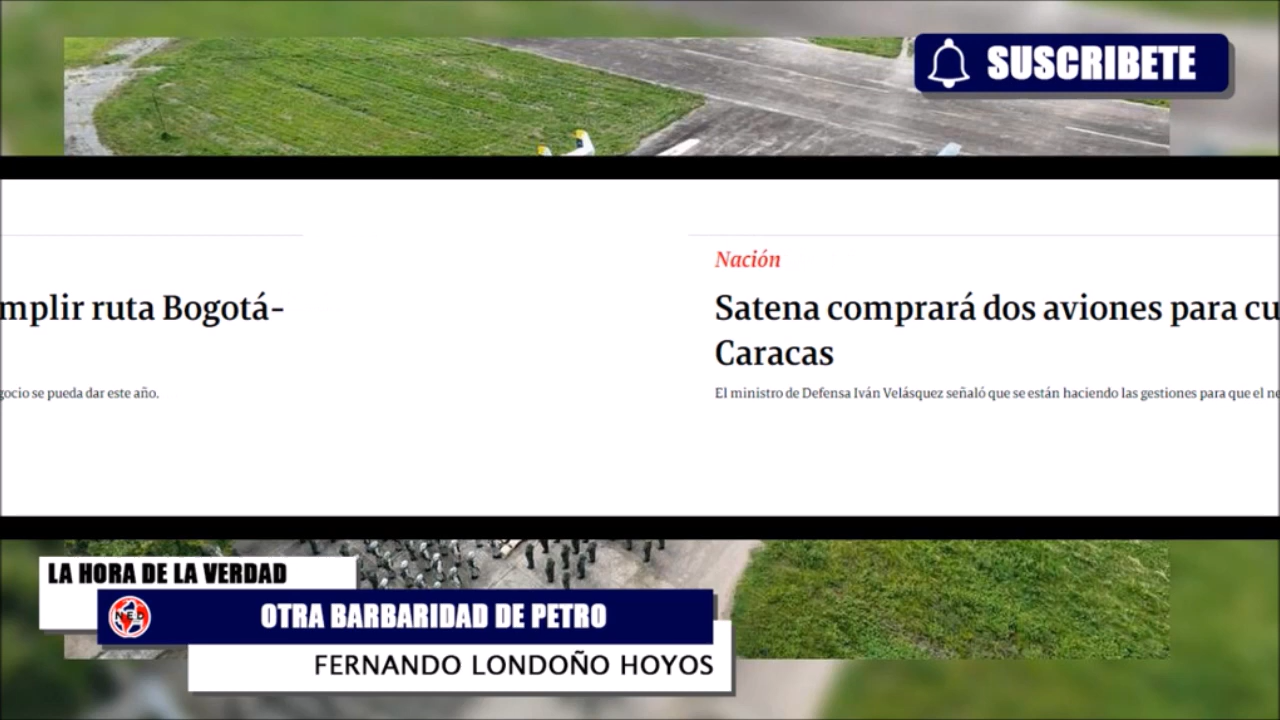 SUSCRIBETE
mplir ruta Bogotá-
gocio se pueda dar este año.
Nación
Satena comprará dos aviones para cu
Caracas
El ministro de Defensa Iván Velásquez señaló que se están haciendo las gestiones para que el ne
LA HORA DE LA VERDAD
OTRA BARBARIDAD DE PETRO
FERNANDO LONDOÑO HOYOS